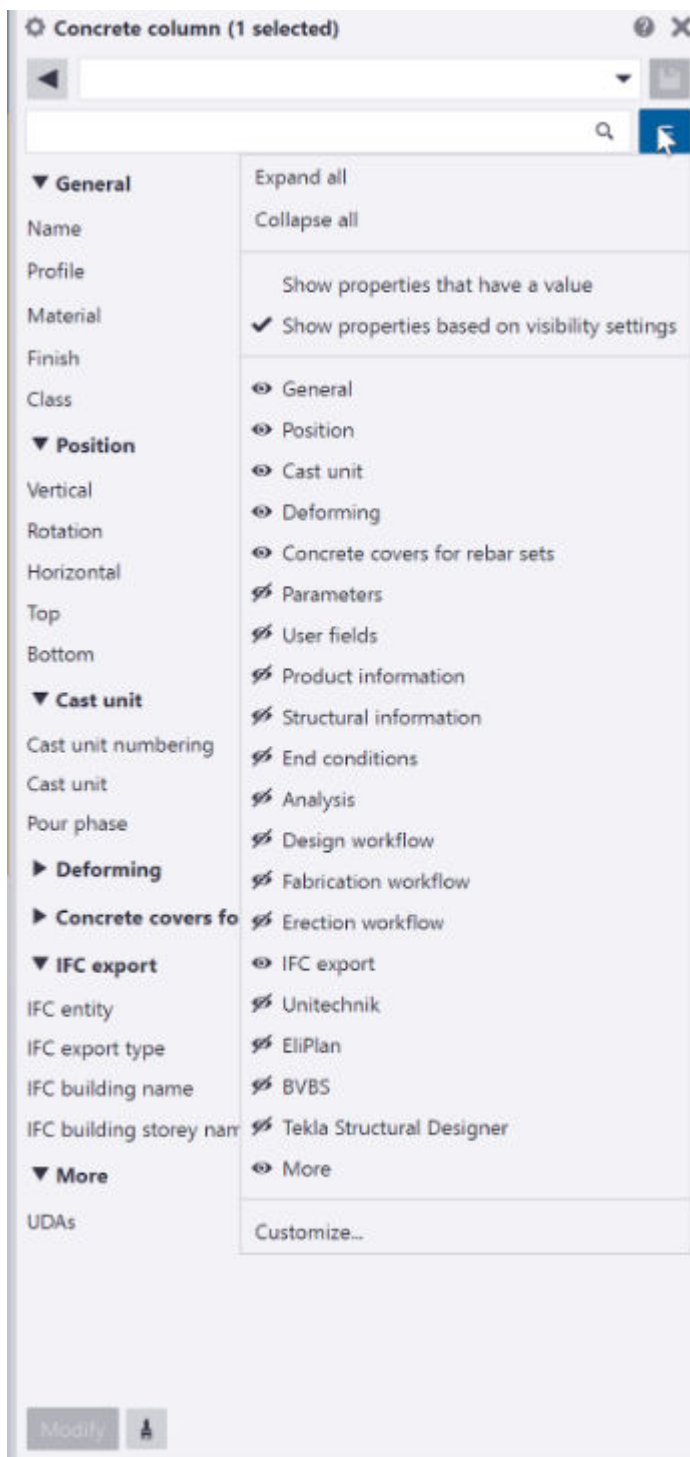 Concrete column (1 selected)
General
Name
Profile
Material
Finish
Class
Position
Vertical
Rotation
Horizontal
Top
Bottom
Cast unit
Cast unit numbering
Cast unit
Pour phase
Deforming
Concrete covers fo
IFC export
IFC entity
IFC export type
IFC building name
IFC building storey nam
More
UDAs
Expand all
Collapse all
Show properties that have a value
Show properties based on visibility settings
General
Position
Cast unit
Deforming
Concrete covers for rebar sets
Parameters
User fields
Product information
Structural information
End conditions
Analysis
Design workflow
Fabrication workflow
Erection workflow
IFC export
Unitechnik
EliPlan
BVBS
Tekla Structural Designer
More
Customize...
Modify